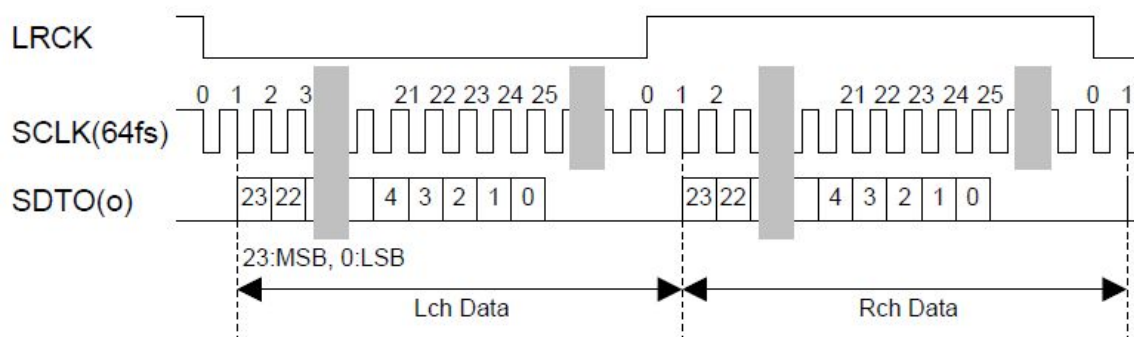 LRCK
0 1 2 3 21 22 23 24 25 0 1 2 21 22 23 24 25 0 1
SCLK(64fs)
SDTO(o) 23 22 4 3 2 1 0 23 22 4 3 2 1 0
23:MSB, 0:LSB
Lch Data Rch Data